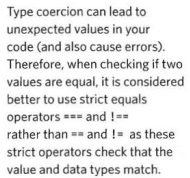 Type coercion can lead to
unexpected values in your
code (and also cause errors).
Therefore, when checking if two
values are equal, it is considered
better to use strict equals
operators === and !==
rather than == and != as these
strict operators check that the
value and data types match.